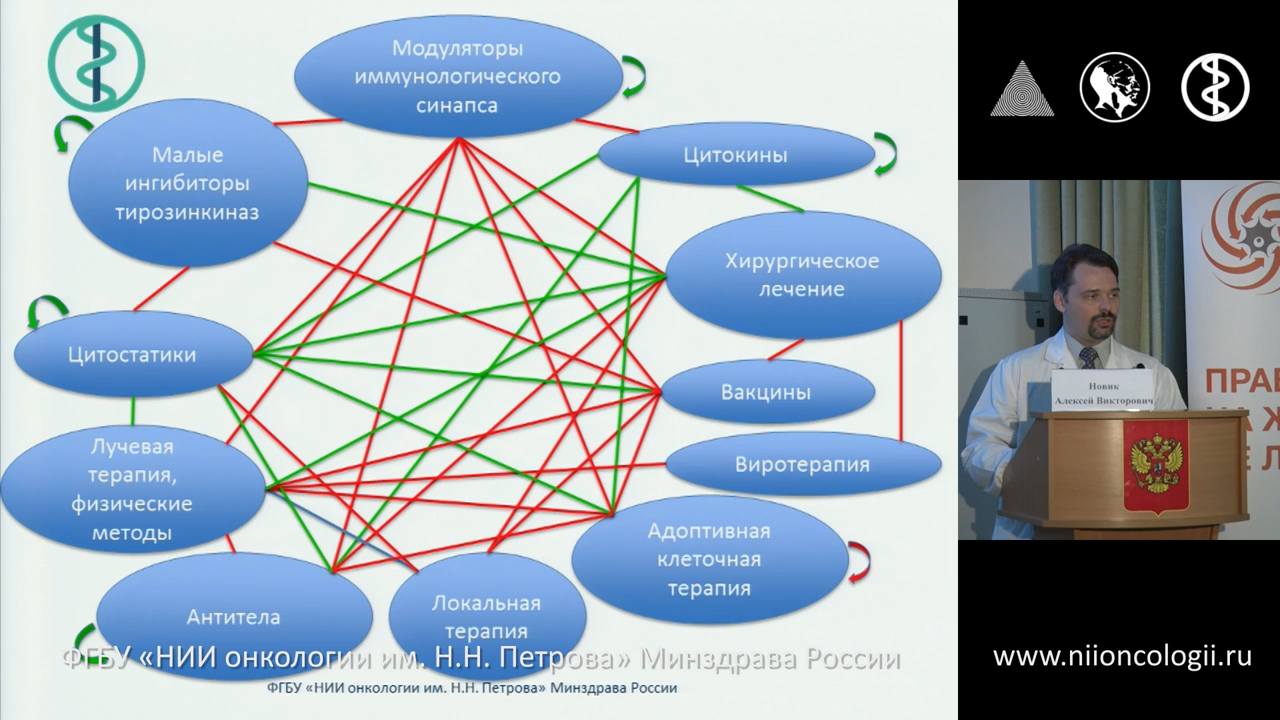 Модуляторы
иммунологического
синапса
Малые
ингибиторы
тирозинкиназ
Цитокины
Хирургическое
лечение
Цитостатики
Вакцины
Лучевая
терапия,
физические
методы
Виротерапия
Адоптивная
клеточная
терапия
Антитела
Локальная
терапия
ФГБУ «НИИ онкологии им. Н.Н. Петрова» Минздрава России
ФГБУ «НИИ онкологии им. Н.Н. Петрова» Минздрава России
Новик
Алексей Викторович
ПРАВ
www.niioncologii.ru